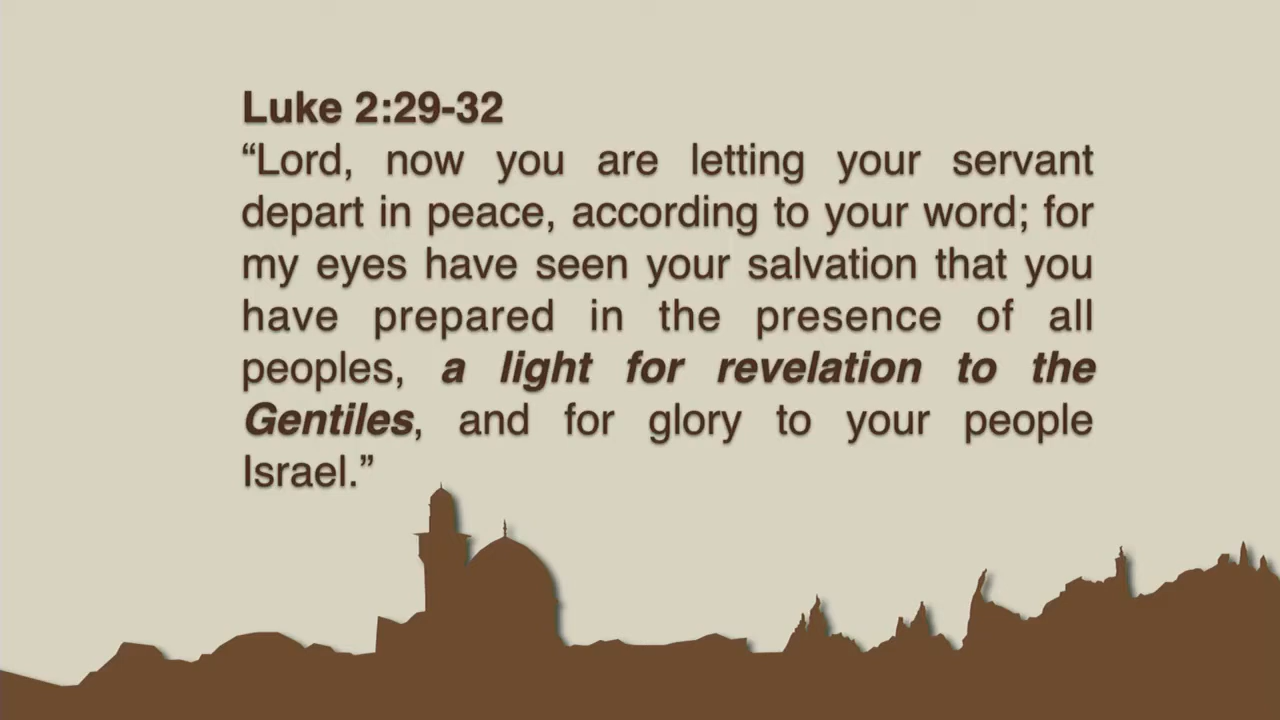 Luke 2:29-32
“Lord, now you are letting your servant
depart in peace, according to your word; for
my eyes have seen your salvation that you
have prepared in the presence of all
peoples, a light for revelation to the
Gentiles, and for glory to your people
Israel.”